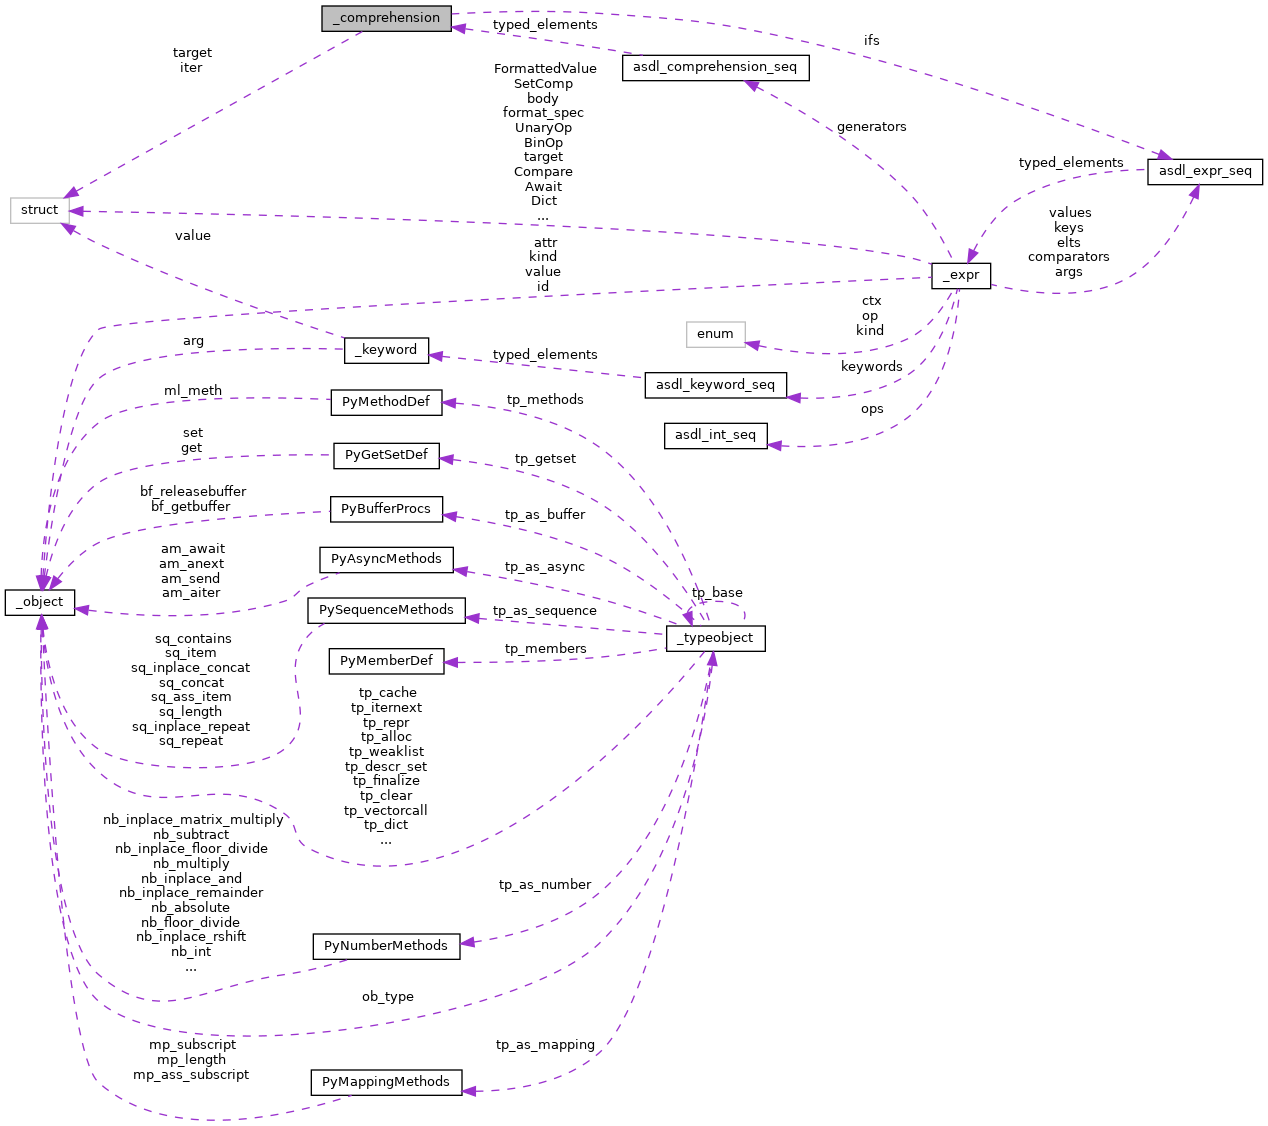 _comprehension
typed_elements
ifs
target
iter
asdl_comprehension_seq
FormattedValue
SetComp
body
format_spec
UnaryOp
BinOp
target
Compare
Await
Dict
...
generators
typed_elements
asdl_expr_seq
struct
values
keys
elts
comparators
args
value
attr
kind
value
id
_expr
ctx
op
kind
enum
arg
_keyword
typed_elements
keywords
asdl_keyword_seq
ml_meth
PyMethodDef
tp_methods
ops
asdl_int_seq
set
get
PyGetSetDef
tp_getset
bf_releasebuffer
bf_getbuffer
PyBufferProcs
tp_as_buffer
am_await
am_anext
am_send
am_aiter
PyAsyncMethods
tp_as_async
_object
PySequenceMethods
tp_as_sequence
tp_base
_typeobject
sq_contains
sq_item
sq_inplace_concat
sq_concat
sq_ass_item
sq_length
sq_inplace_repeat
sq_repeat
PyMemberDef
tp_members
tp_cache
tp_iternext
tp_repr
tp_alloc
tp_weaklist
tp_descr_set
tp_finalize
tp_clear
tp_vectorcall
tp_dict
...
nb_inplace_matrix_multiply
nb_subtract
nb_inplace_floor_divide
nb_multiply
nb_inplace_and
nb_inplace_remainder
nb_absolute
nb_floor_divide
nb_inplace_rshift
nb_int
...
tp_as_number
PyNumberMethods
ob_type
mp_subscript
mp_length
mp_ass_subscript
tp_as_mapping
PyMappingMethods